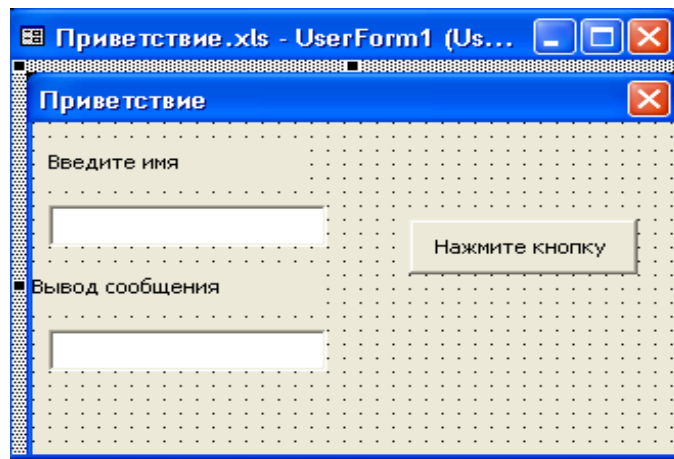 Приветствие.xls - UserForm1 (Us...
Приветствие
Введите имя
Нажмите кнопку
Вывод сообщения